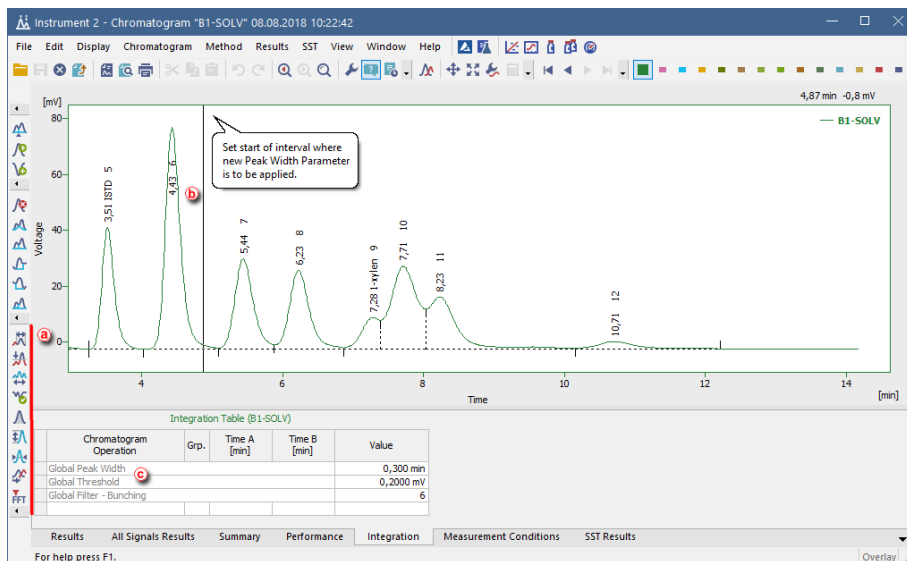 Instrument 2 - Chromatogram "B1-SOLV" 08.08.2018 10:22:42
File Edit Display Chromatogram Method Results SST View Window Help
4,87 min -0,8 mV
[mV]
B1-SOLV
80
60
40
20
0
Voltage
Set start of interval where
new Peak Width Parameter
is to be applied.
3,51 ISTD 5
4,43 6
5,44 7
6,23 8
7,28 1-xylen 9
7,71 10
8,23 11
10,71 12
a
b
4 6 8 10 12 14
Time
[min]
Integration Table (B1-SOLV)
Chromatogram Operation Grp. Time A [min] Time B [min] Value
Global Peak Width 0,300 min
c
Global Threshold 0,2000 mV
Global Filter - Bunching 6
FFT
Results All Signals Results Summary Performance Integration Measurement Conditions SST Results
For help press F1.
Overlay